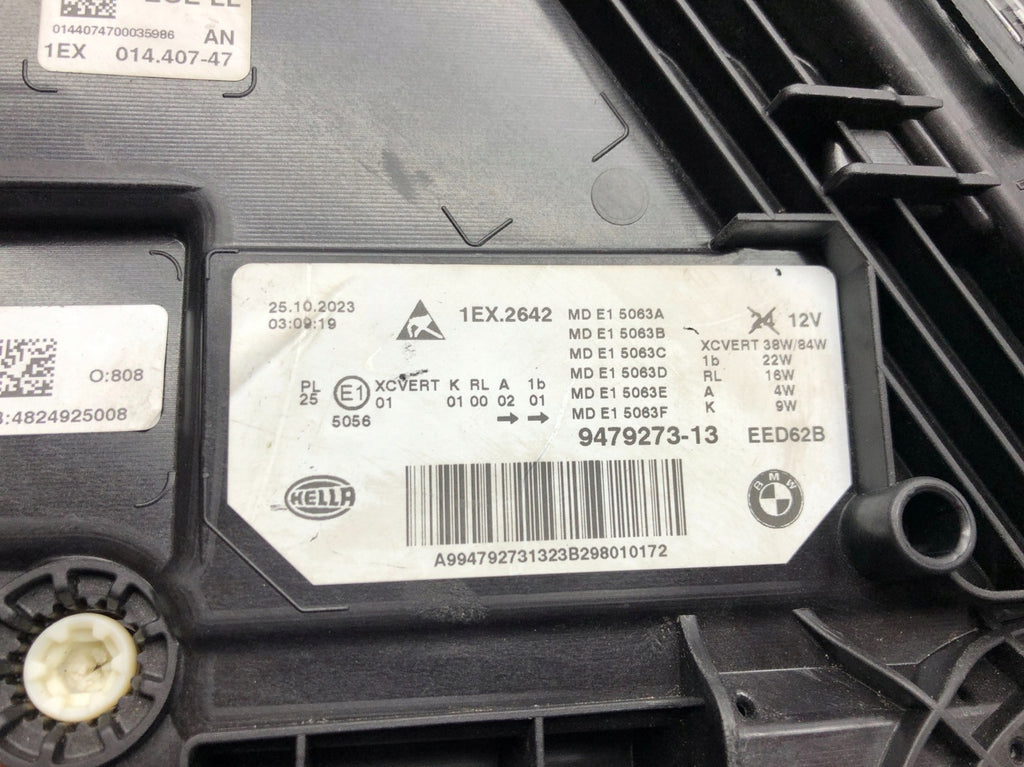 0144074700035986 AN
1EX 014.407-47
O:808
:4824925008
25.10.2023
03:09:19
1EX.2642
MD E1 5063A
MD E1 5063B
MD E1 5063C
MD E1 5063D
MD E1 5063E
MD E1 5063F
24 12V
XCVERT 38W/84W
1b 22W
RL 16W
A 4W
K 9W
PL
25
E1
5056
XCVERT K RL A 1b
01 01 00 02 01
9479273-13 EED62B
HELLA
BMW
A994792731323B298010172